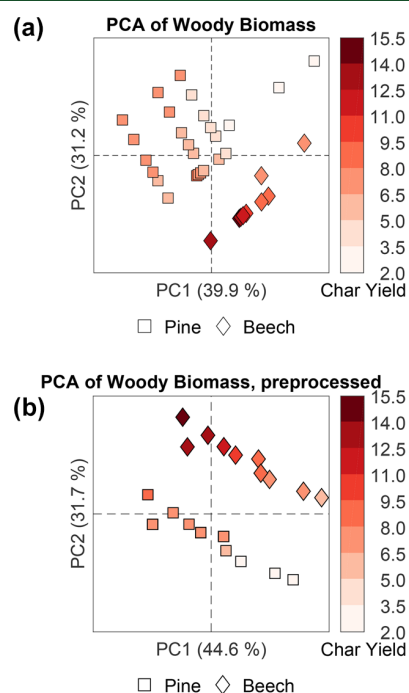 (a)
PCA of Woody Biomass
PC2 (31.2 %)
PC1 (39.9 %)
15.5
14.0
12.5
11.0
9.5
8.0
6.5
5.0
3.5
2.0
Char Yield
Pine
Beech
(b)
PCA of Woody Biomass, preprocessed
PC2 (31.7 %)
PC1 (44.6 %)
15.5
14.0
12.5
11.0
9.5
8.0
6.5
5.0
3.5
2.0
Char Yield
Pine
Beech